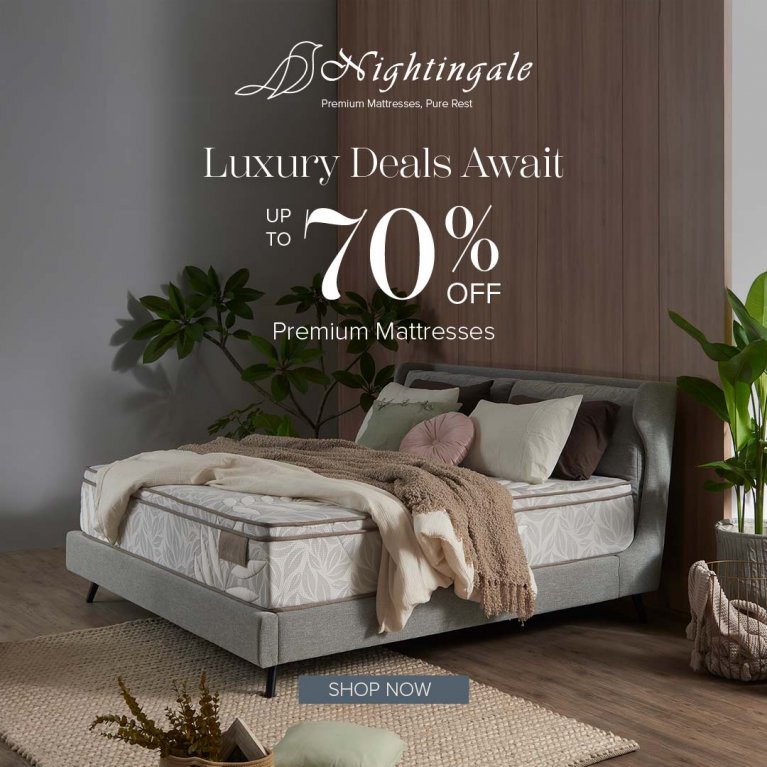 Nightingale
Premium Mattresses, Pure Rest
Luxury Deals Await
UP TO 70% OFF
Premium Mattresses
SHOP NOW